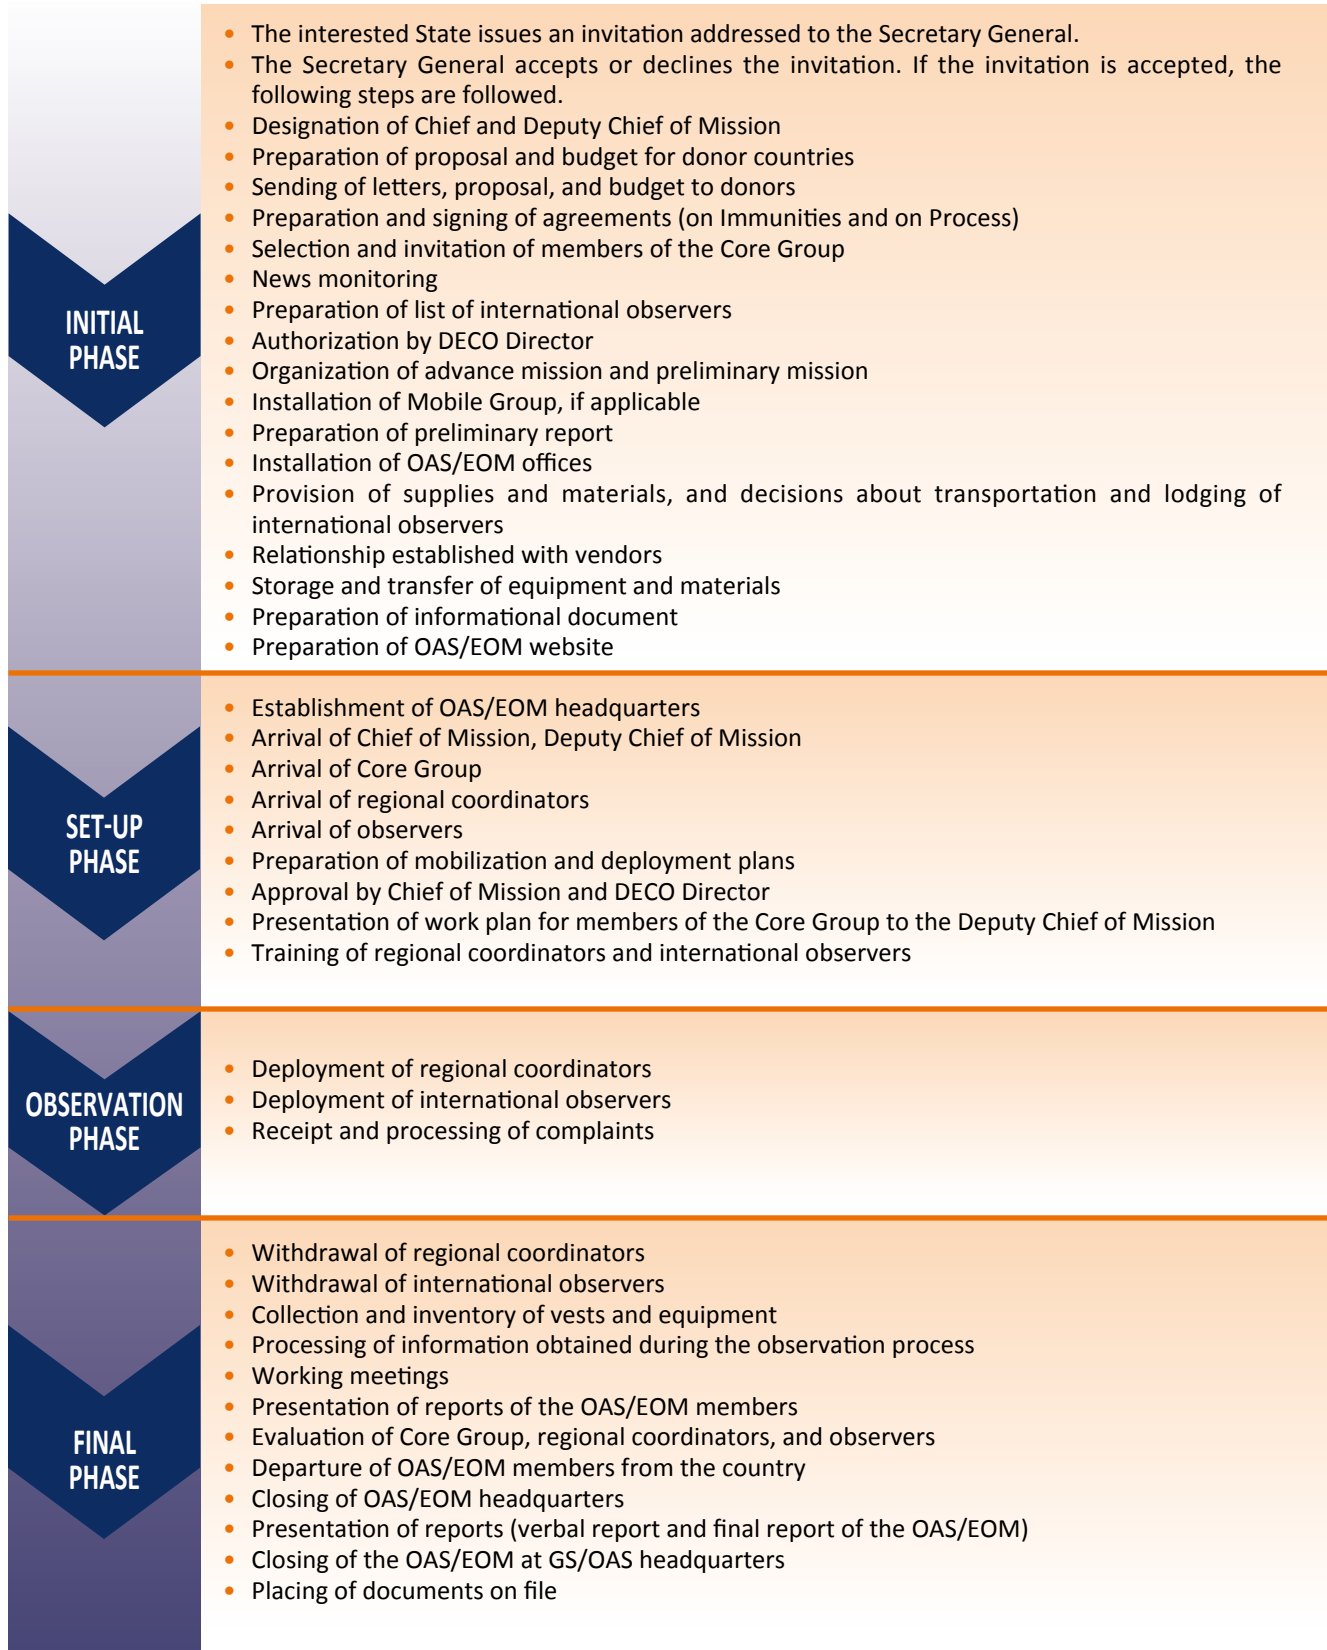 • The interested State issues an invitation addressed to the Secretary General.
• The Secretary General accepts or declines the invitation. If the invitation is accepted, the
following steps are followed.
• Designation of Chief and Deputy Chief of Mission
• Preparation of proposal and budget for donor countries
• Sending of letters, proposal, and budget to donors
• Preparation and signing of agreements (on Immunities and on Process)
• Selection and invitation of members of the Core Group
• News monitoring
• Preparation of list of international observers
• Authorization by DECO Director
• Organization of advance mission and preliminary mission
• Installation of Mobile Group, if applicable
• Preparation of preliminary report
• Installation of OAS/EOM offices
• Provision of supplies and materials, and decisions about transportation and lodging of
international observers
• Relationship established with vendors
• Storage and transfer of equipment and materials
• Preparation of informational document
• Preparation of OAS/EOM website
INITIAL
PHASE
• Establishment of OAS/EOM headquarters
• Arrival of Chief of Mission, Deputy Chief of Mission
• Arrival of Core Group
• Arrival of regional coordinators
• Arrival of observers
• Preparation of mobilization and deployment plans
• Approval by Chief of Mission and DECO Director
• Presentation of work plan for members of the Core Group to the Deputy Chief of Mission
• Training of regional coordinators and international observers
SET-UP
PHASE
• Deployment of regional coordinators
• Deployment of international observers
• Receipt and processing of complaints
OBSERVATION
PHASE
• Withdrawal of regional coordinators
• Withdrawal of international observers
• Collection and inventory of vests and equipment
• Processing of information obtained during the observation process
• Working meetings
• Presentation of reports of the OAS/EOM members
• Evaluation of Core Group, regional coordinators, and observers
• Departure of OAS/EOM members from the country
• Closing of OAS/EOM headquarters
• Presentation of reports (verbal report and final report of the OAS/EOM)
• Closing of the OAS/EOM at GS/OAS headquarters
• Placing of documents on file
FINAL
PHASE